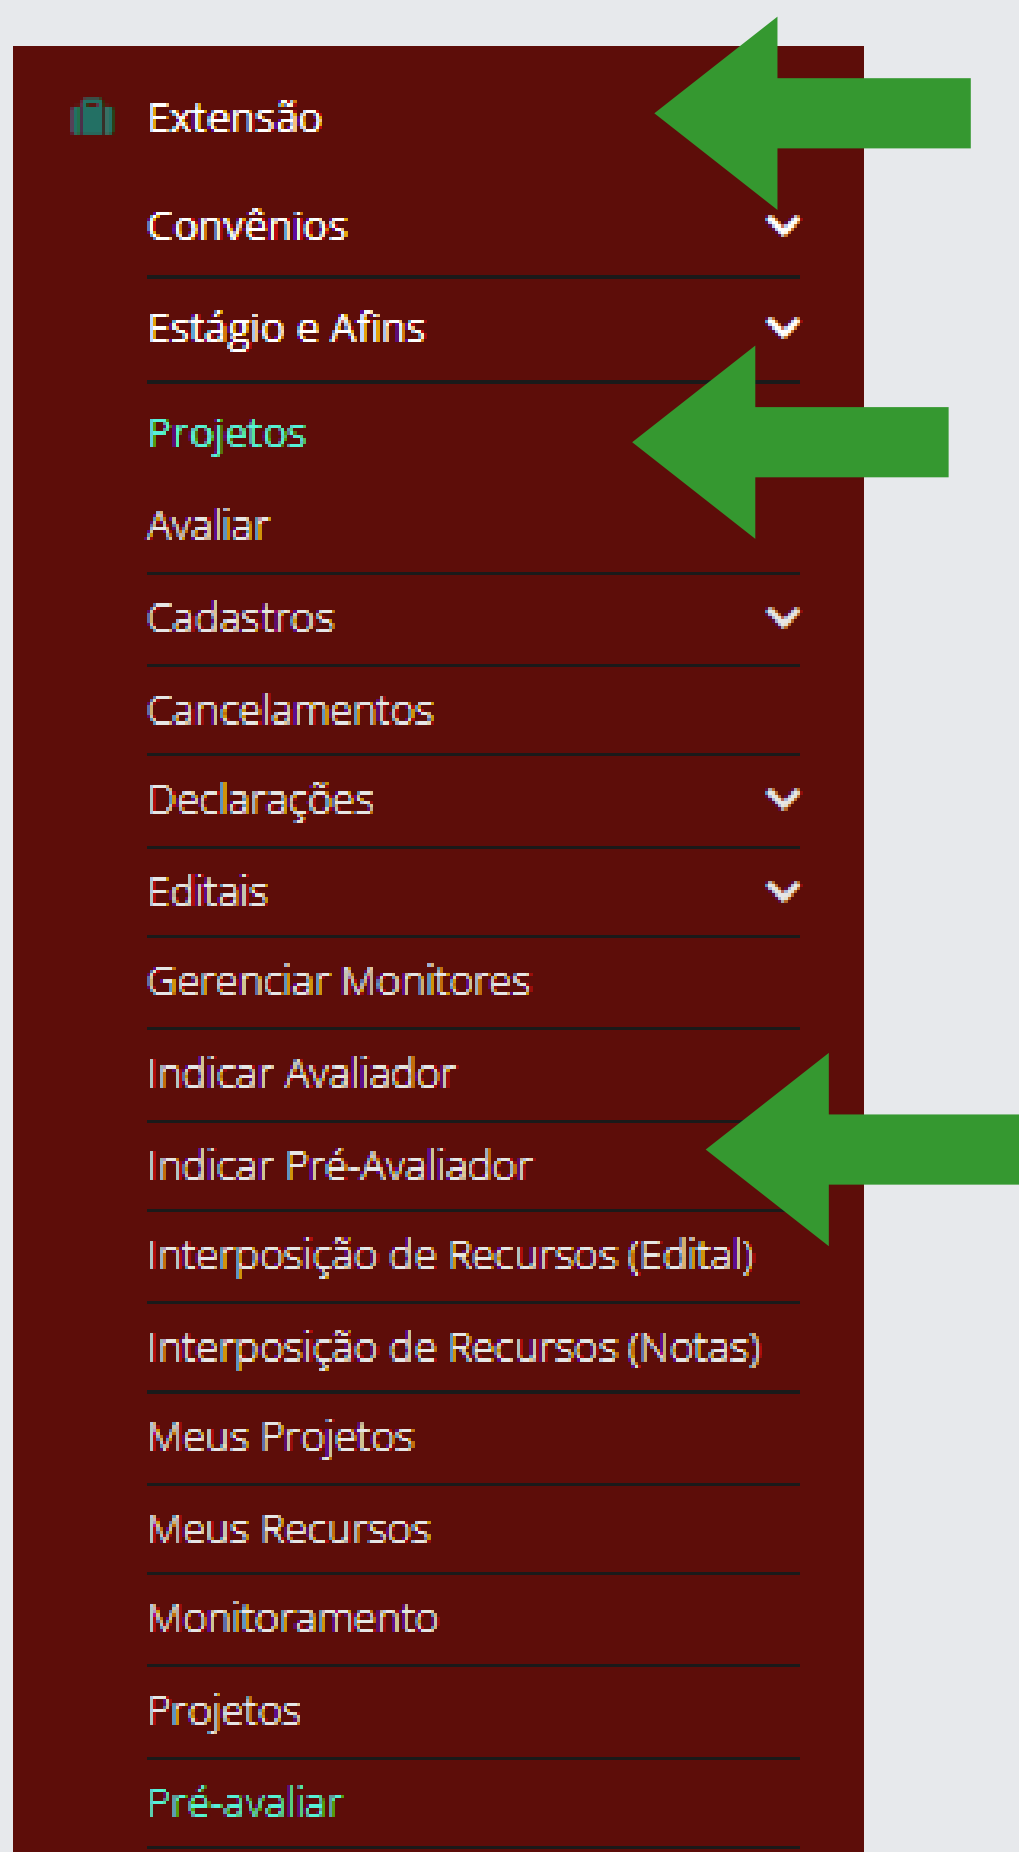 Extensão
Convênios
Estágio e Afins
Projetos
Avaliar
Cadastros
Cancelamentos
Declarações
Editais
Gerenciar Monitores
Indicar Avaliador
Indicar Pré-Avaliador
Interposição de Recursos (Edital)
Interposição de Recursos (Notas)
Meus Projetos
Meus Recursos
Monitoramento
Projetos
Pré-avaliar